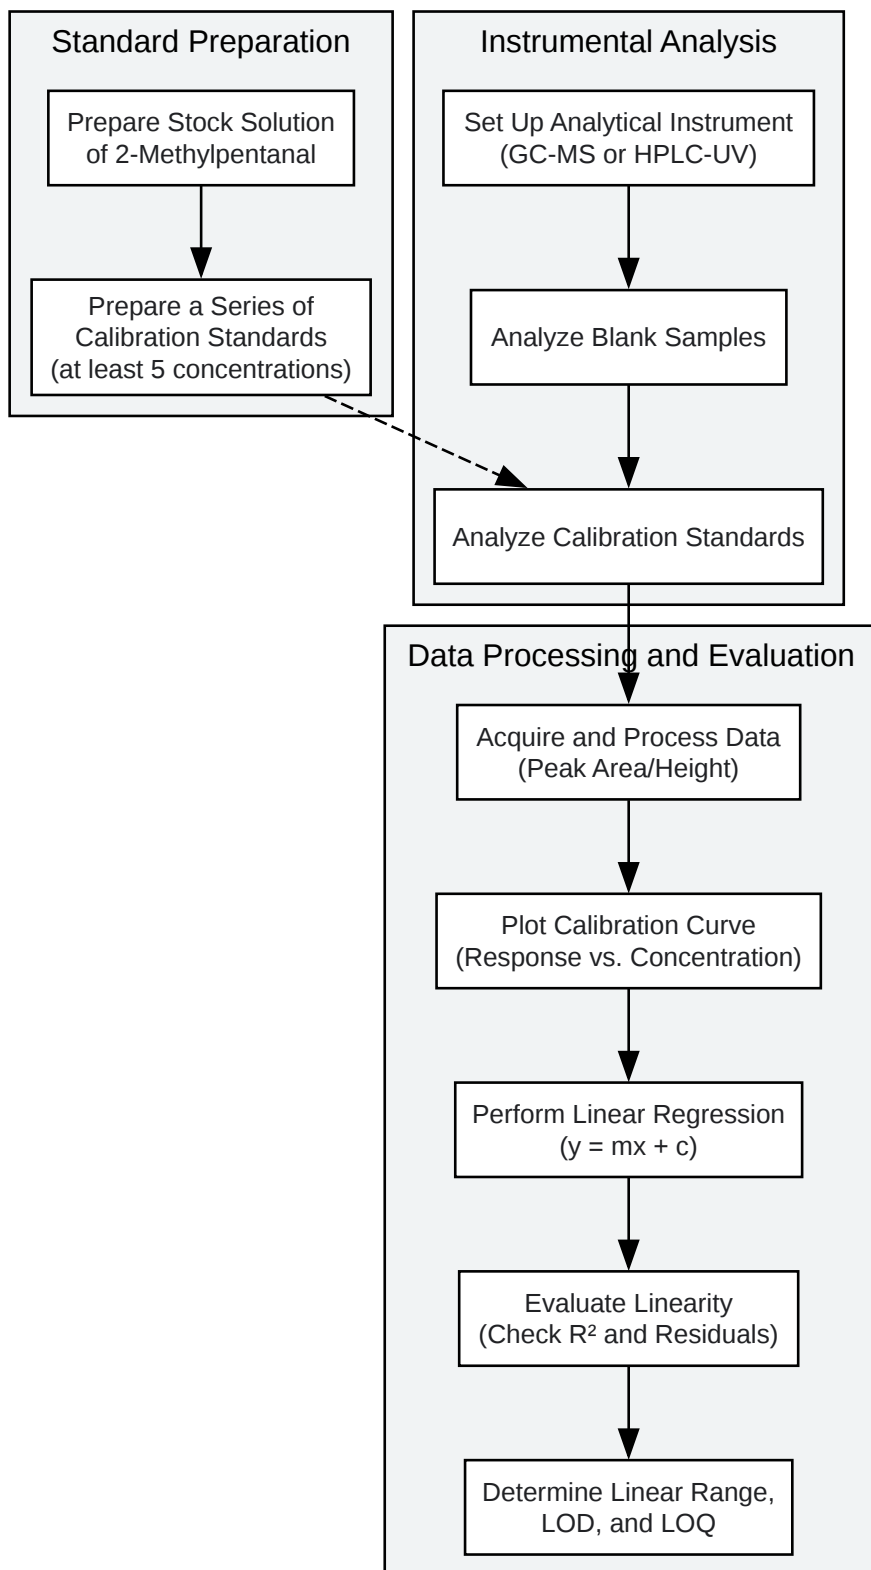 Standard Preparation
Prepare Stock Solution
of 2-Methylpentanal
Prepare a Series of
Calibration Standards
(at least 5 concentrations)
Instrumental Analysis
Set Up Analytical Instrument
(GC-MS or HPLC-UV)
Analyze Blank Samples
Analyze Calibration Standards
Data Processing and Evaluation
Acquire and Process Data
(Peak Area/Height)
Plot Calibration Curve
(Response vs. Concentration)
Perform Linear Regression
(y = mx + c)
Evaluate Linearity
(Check R² and Residuals)
Determine Linear Range,
LOD, and LOQ